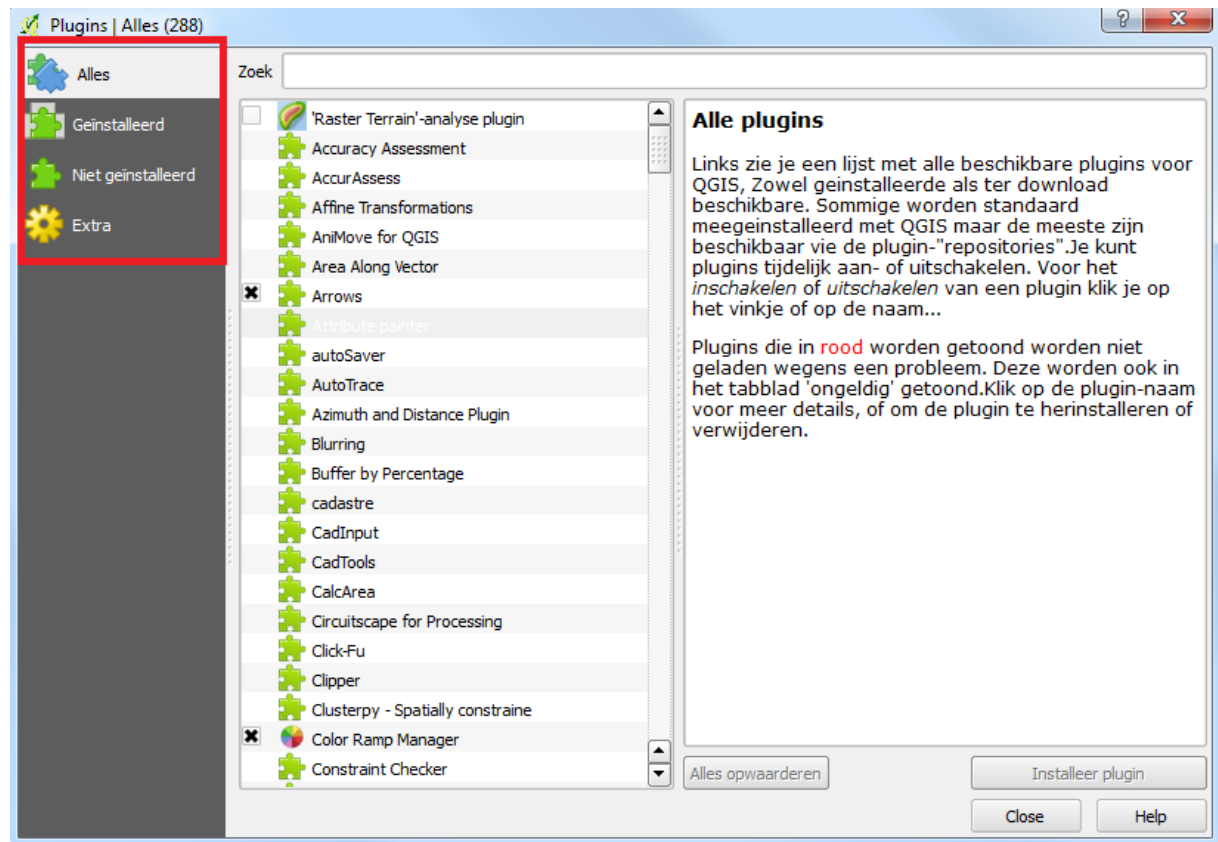 Plugins | Alles (288)
Alles
Geïnstalleerd
Niet geïnstalleerd
Extra
Zoek
'Raster Terrain'-analyse plugin
Accuracy Assessment
AccurAssess
Affine Transformations
AniMove for QGIS
Area Along Vector
Arrows
Attribute painter
autoSaver
AutoTrace
Azimuth and Distance Plugin
Blurring
Buffer by Percentage
cadastre
CadInput
CadTools
CalcArea
Circuitscape for Processing
Click-Fu
Clipper
Clusterpy - Spatially constraine
Color Ramp Manager
Constraint Checker
Alle plugins
Links zie je een lijst met alle beschikbare plugins voor
QGIS, Zowel geinstalleerde als ter download
beschikbare. Sommige worden standaard
meegeinstalleerd met QGIS maar de meeste zijn
beschikbaar vie de plugin-"repositories".Je kunt
plugins tijdelijk aan- of uitschakelen. Voor het
inschakelen of uitschakelen van een plugin klik je op
het vinkje of op de naam...
Plugins die in rood worden getoond worden niet
geladen wegens een probleem. Deze worden ook in
het tabblad 'ongeldig' getoond.Klik op de plugin-naam
voor meer details, of om de plugin te herinstalleren of
verwijderen.
Alles opwaarderen
Installeer plugin
Close
Help